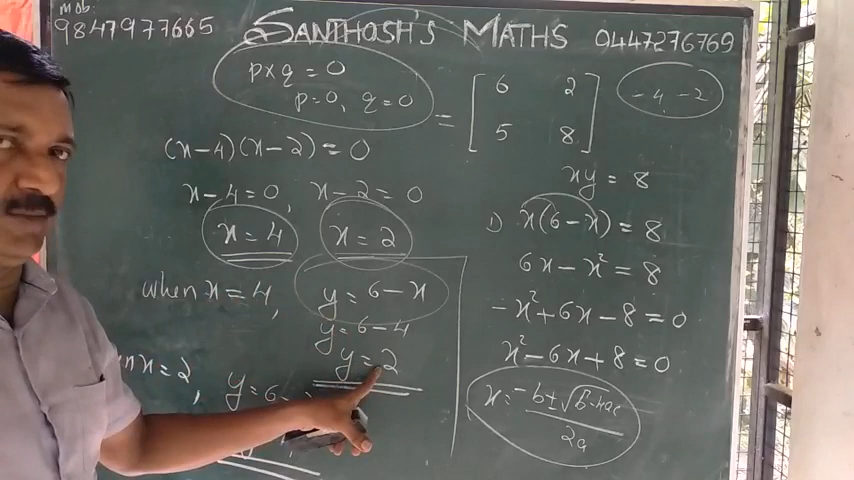 mob:
9847977665 SANTHOSH'S MATHS 9447276769
p×q = 0
p=0, q=0
= [ 6 2
5 8 ]
-4, -2
(x-4)(x-2)=0
x-4=0, x-2=0
x=4 x=2
when x=4, y=6-x
y=6-4
y=2
x=2, y=6-
xy=8
1) x(6-x)=8
6x-x²=8
-x²+6x-8=0
x²-6x+8=0
x = -b±√b²-4ac
2a